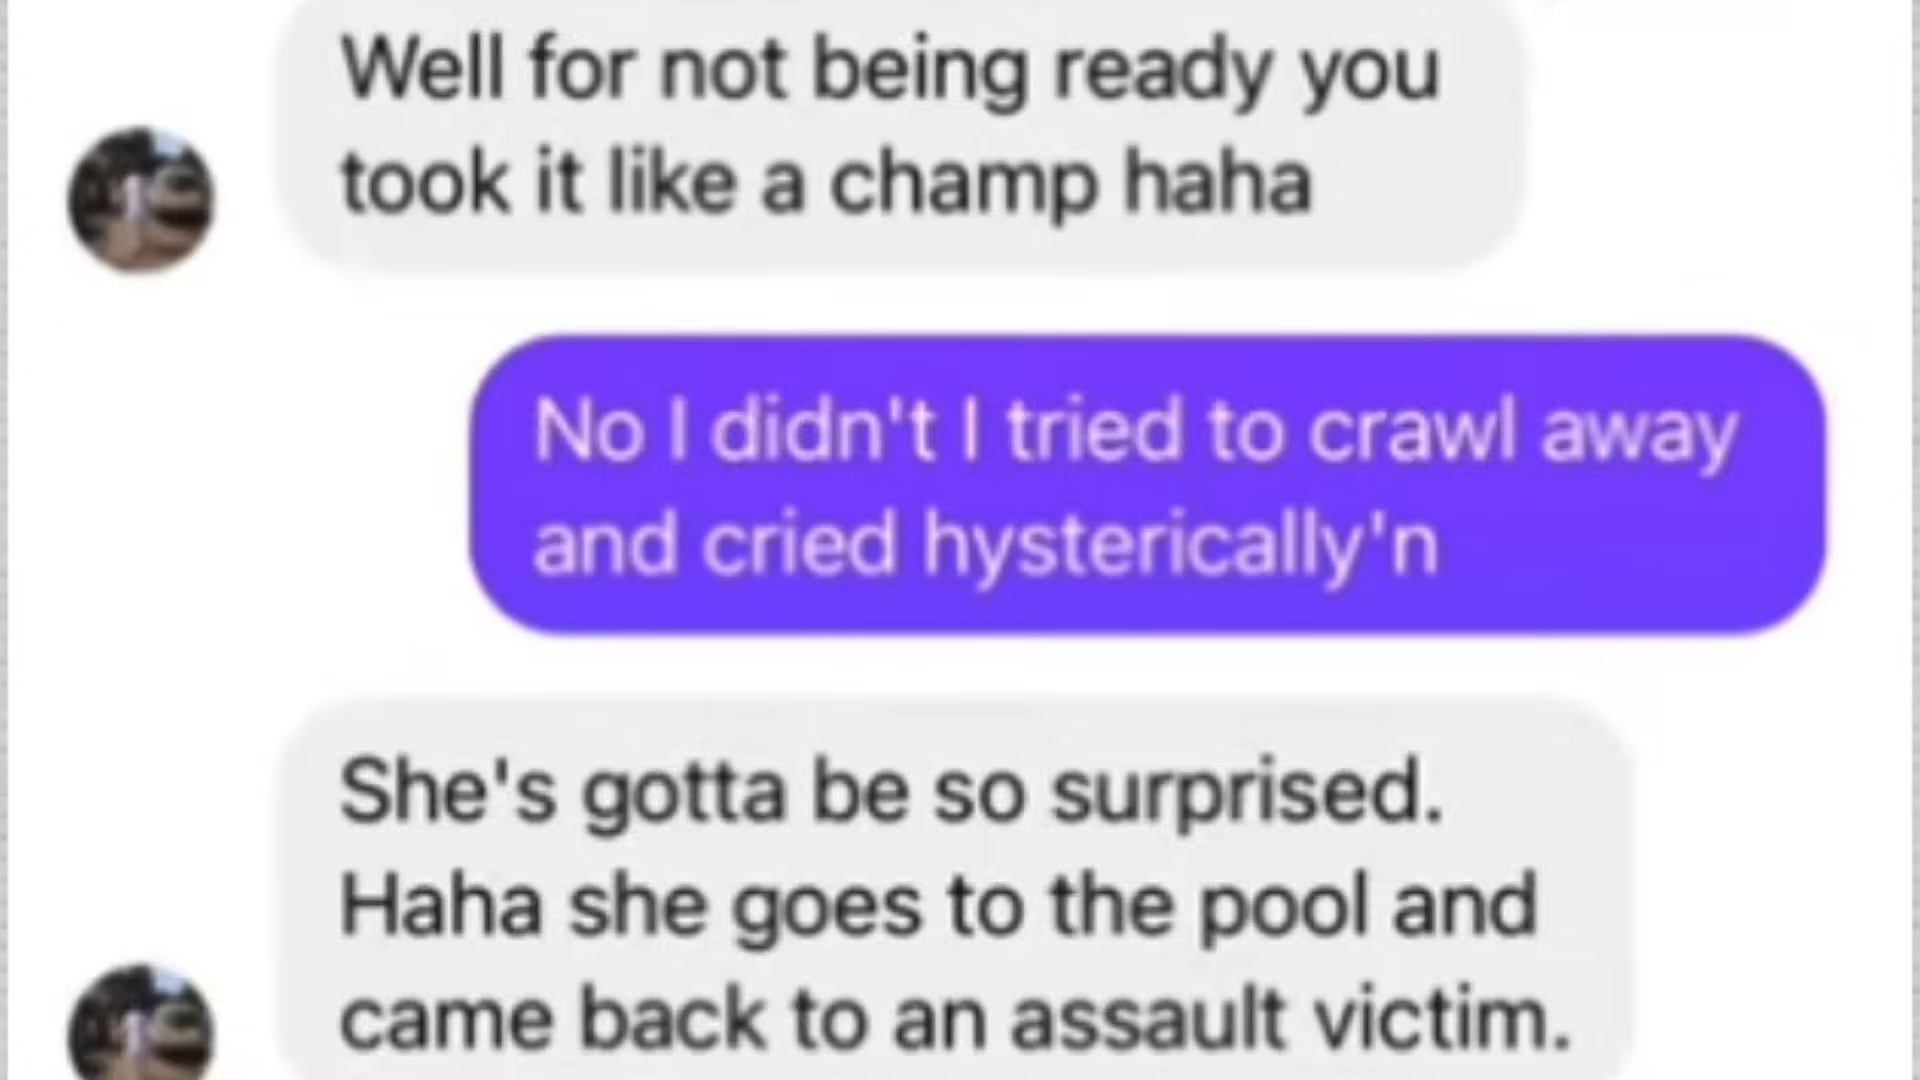 Well for not being ready you
took it like a champ haha
No I didn't I tried to crawl away
and cried hysterically'n
She's gotta be so surprised.
Haha she goes to the pool and
came back to an assault victim.